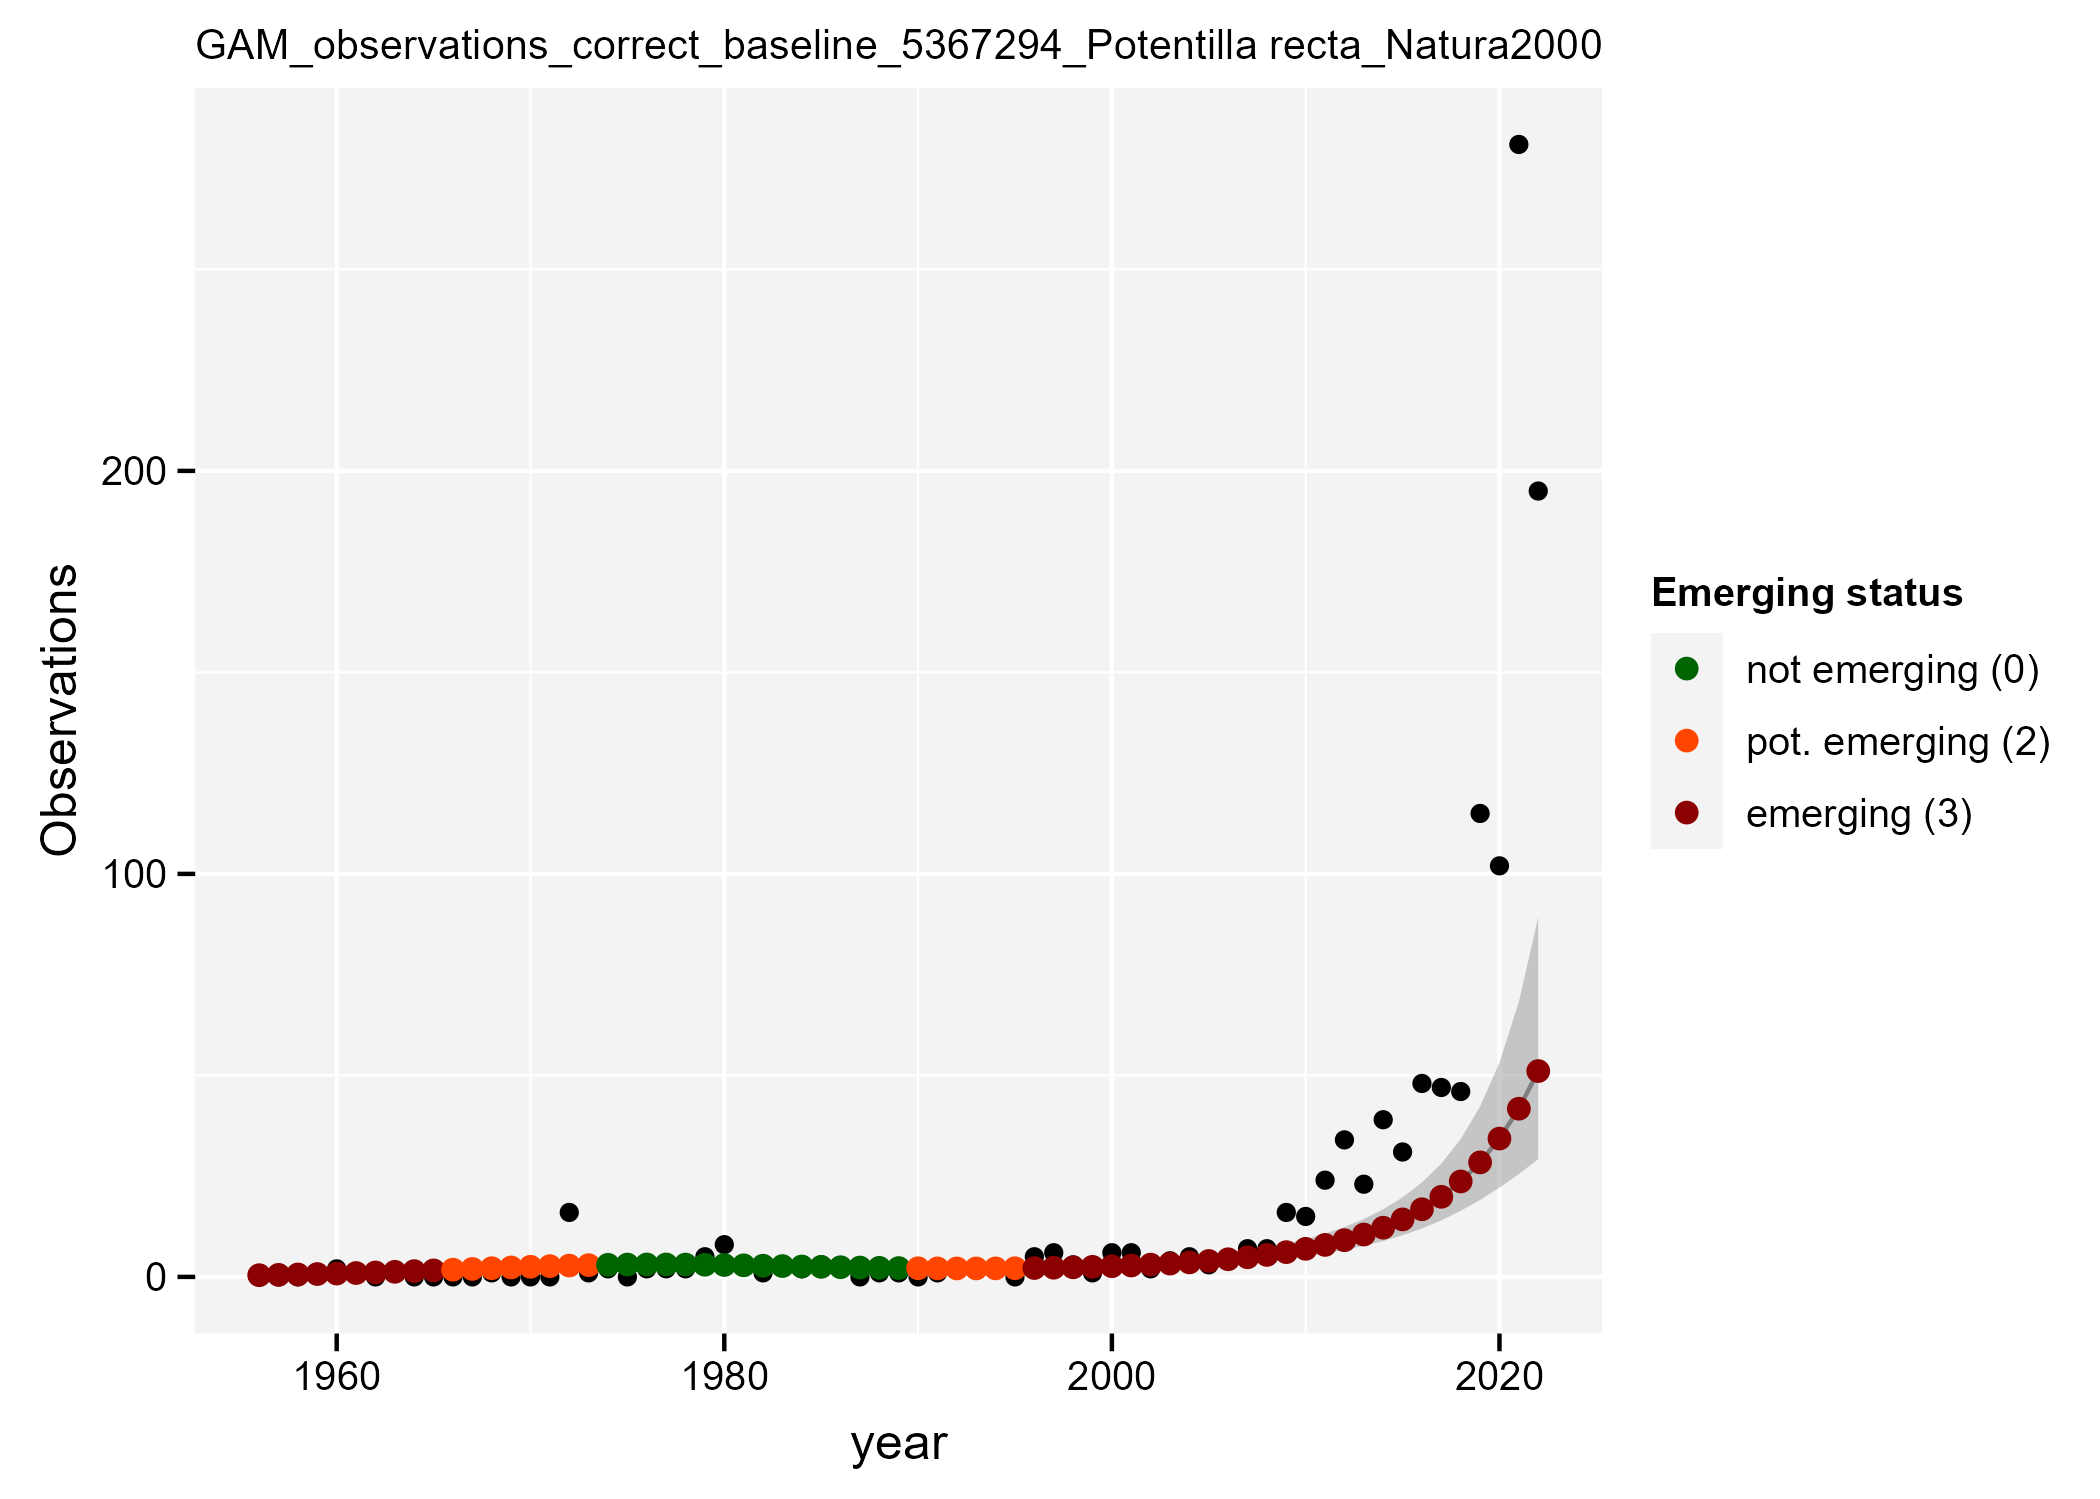 GAM_observations_correct_baseline_5367294_Potentilla recta_Natura2000
Observations
200
100
0
1960
1980
2000
2020
year
Emerging status
not emerging (0)
pot. emerging (2)
emerging (3)